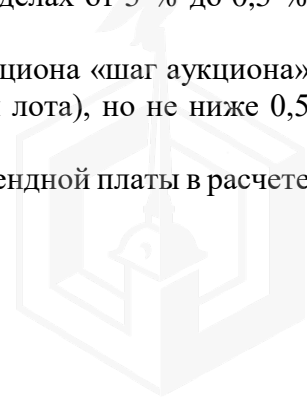 делах от 5 % до 0,5 %
циона «шаг аукциона»
лота), но не ниже 0,5
ендной платы в расчете